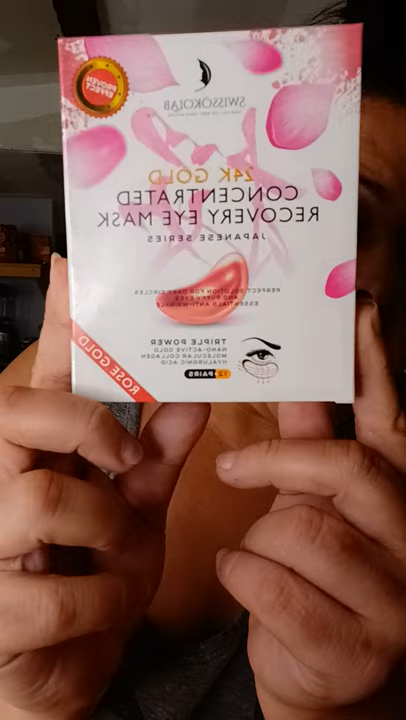 SWISSÖKOLAB
PROVEN
EFFECT
24K GOLD
CONCENTRATED
RECOVERY EYE MASK
JAPANESE SERIES
PERFECT SOLUTION FOR DARK CIRCLES
AND PUFFY EYES
ESSENTIALS ANTI-WRINKLE
TRIPLE POWER
NANO-ACTIVE GOLD
MOLECULAR COLLAGEN
HYALURONIC ACID
12 PAIRS
ROSE GOLD